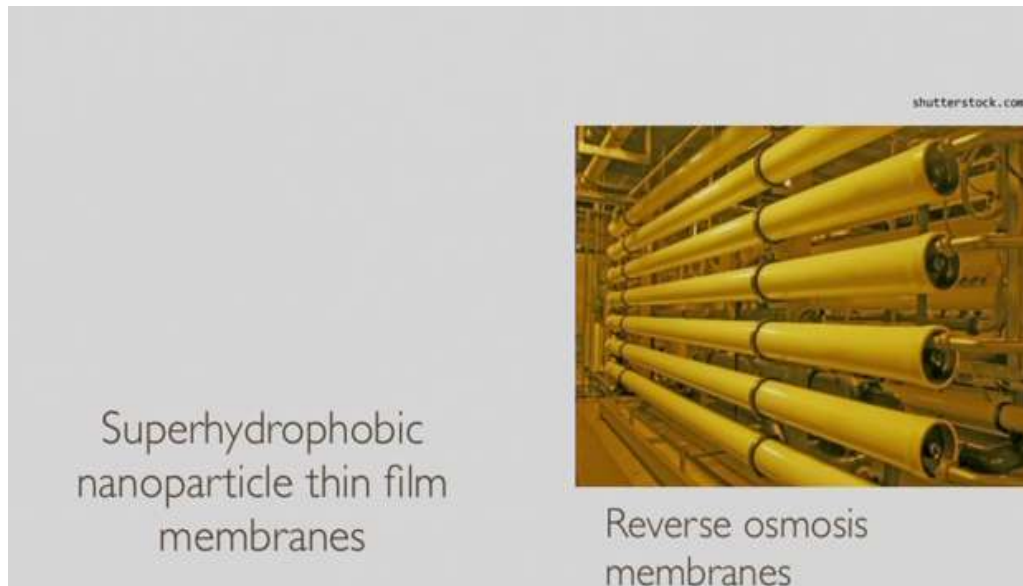 shutterstock.com
Superhydrophobic
nanoparticle thin film
membranes
Reverse osmosis
membranes